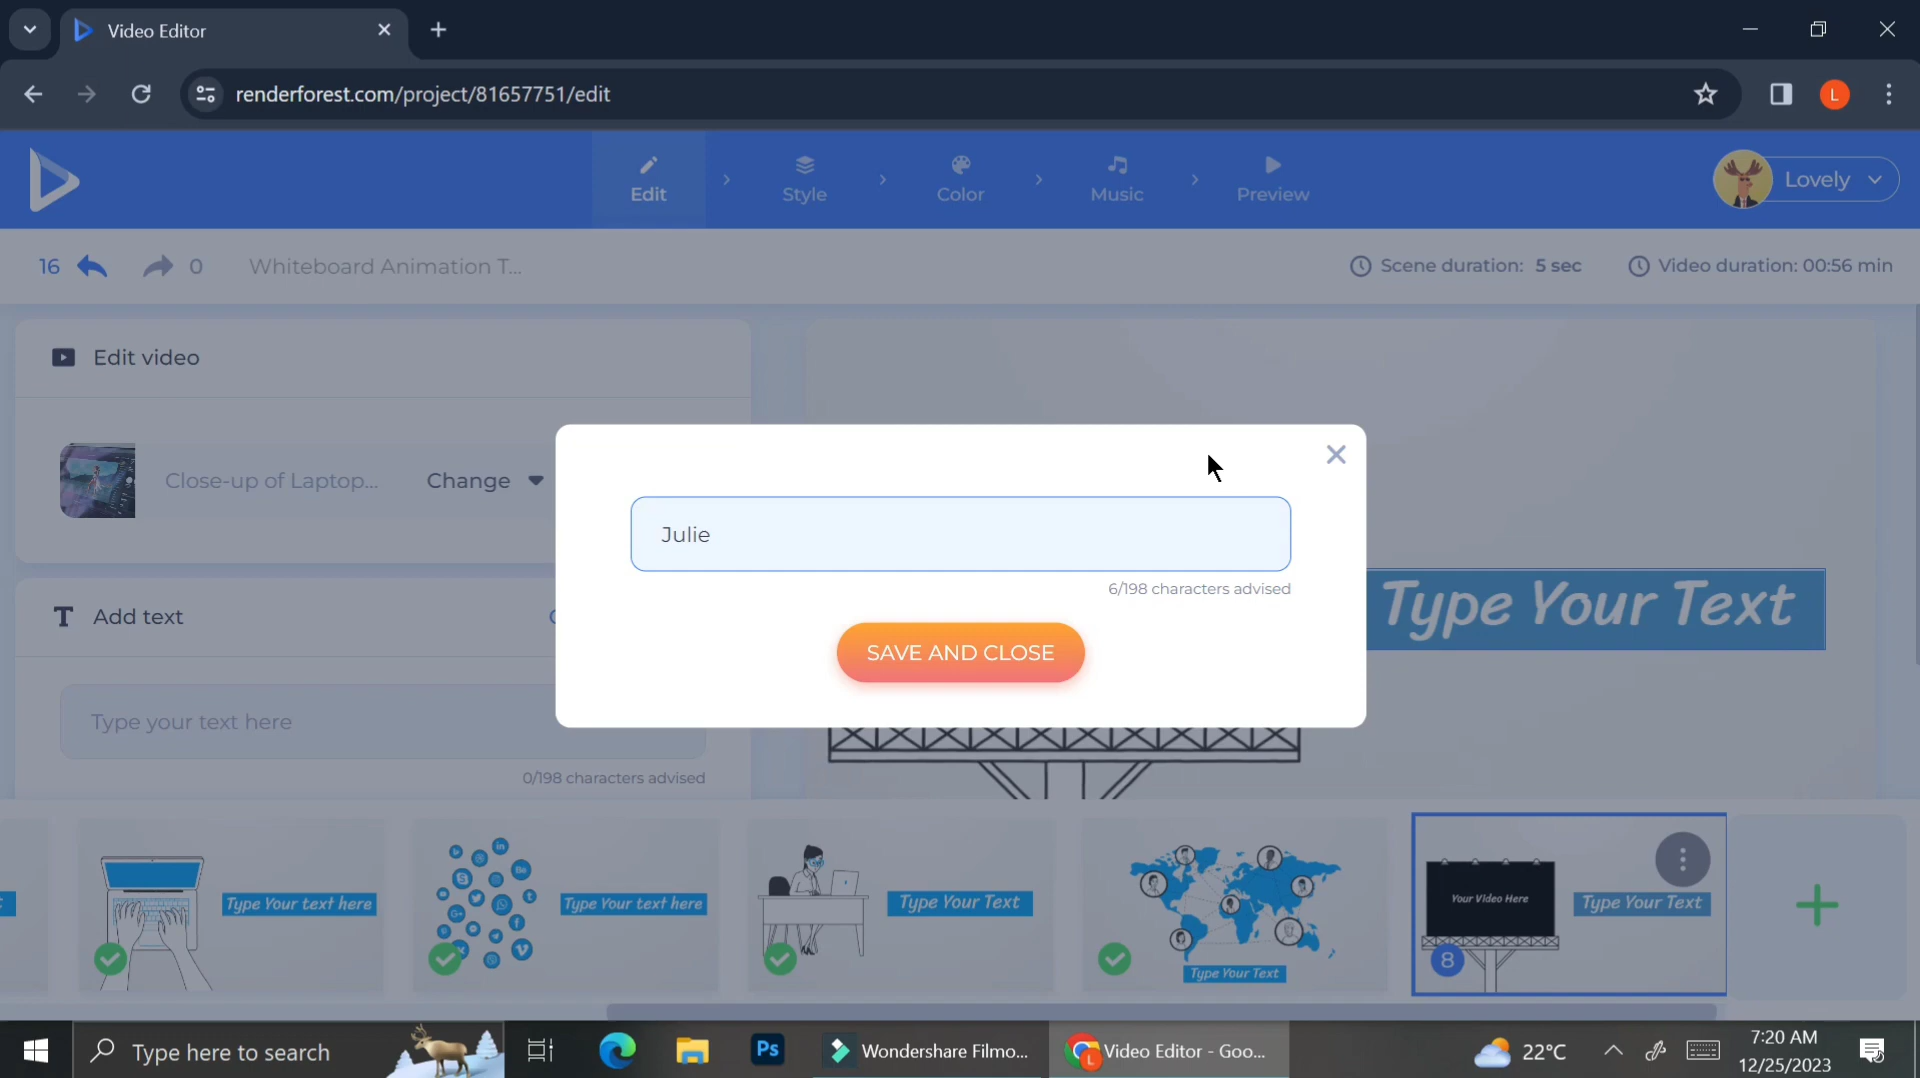 Video Editor
renderforest.com/project/81657751/edit
L
Edit
Style
Color
Music
Preview
Lovely
16
0
Whiteboard Animation T...
Scene duration: 5 sec
Video duration: 00:56 min
Edit video
Close-up of Laptop...
Change
Julie
6/198 characters advised
SAVE AND CLOSE
Type Your Text
Add text
Type your text here
0/198 characters advised
Type Your text here
Type Your text here
Type Your Text
Type Your Text
Your Video Here
Type Your Text
8
Type here to search
Ps
Wondershare Filmo...
L
Video Editor - Goo...
22°C
7:20 AM
12/25/2023